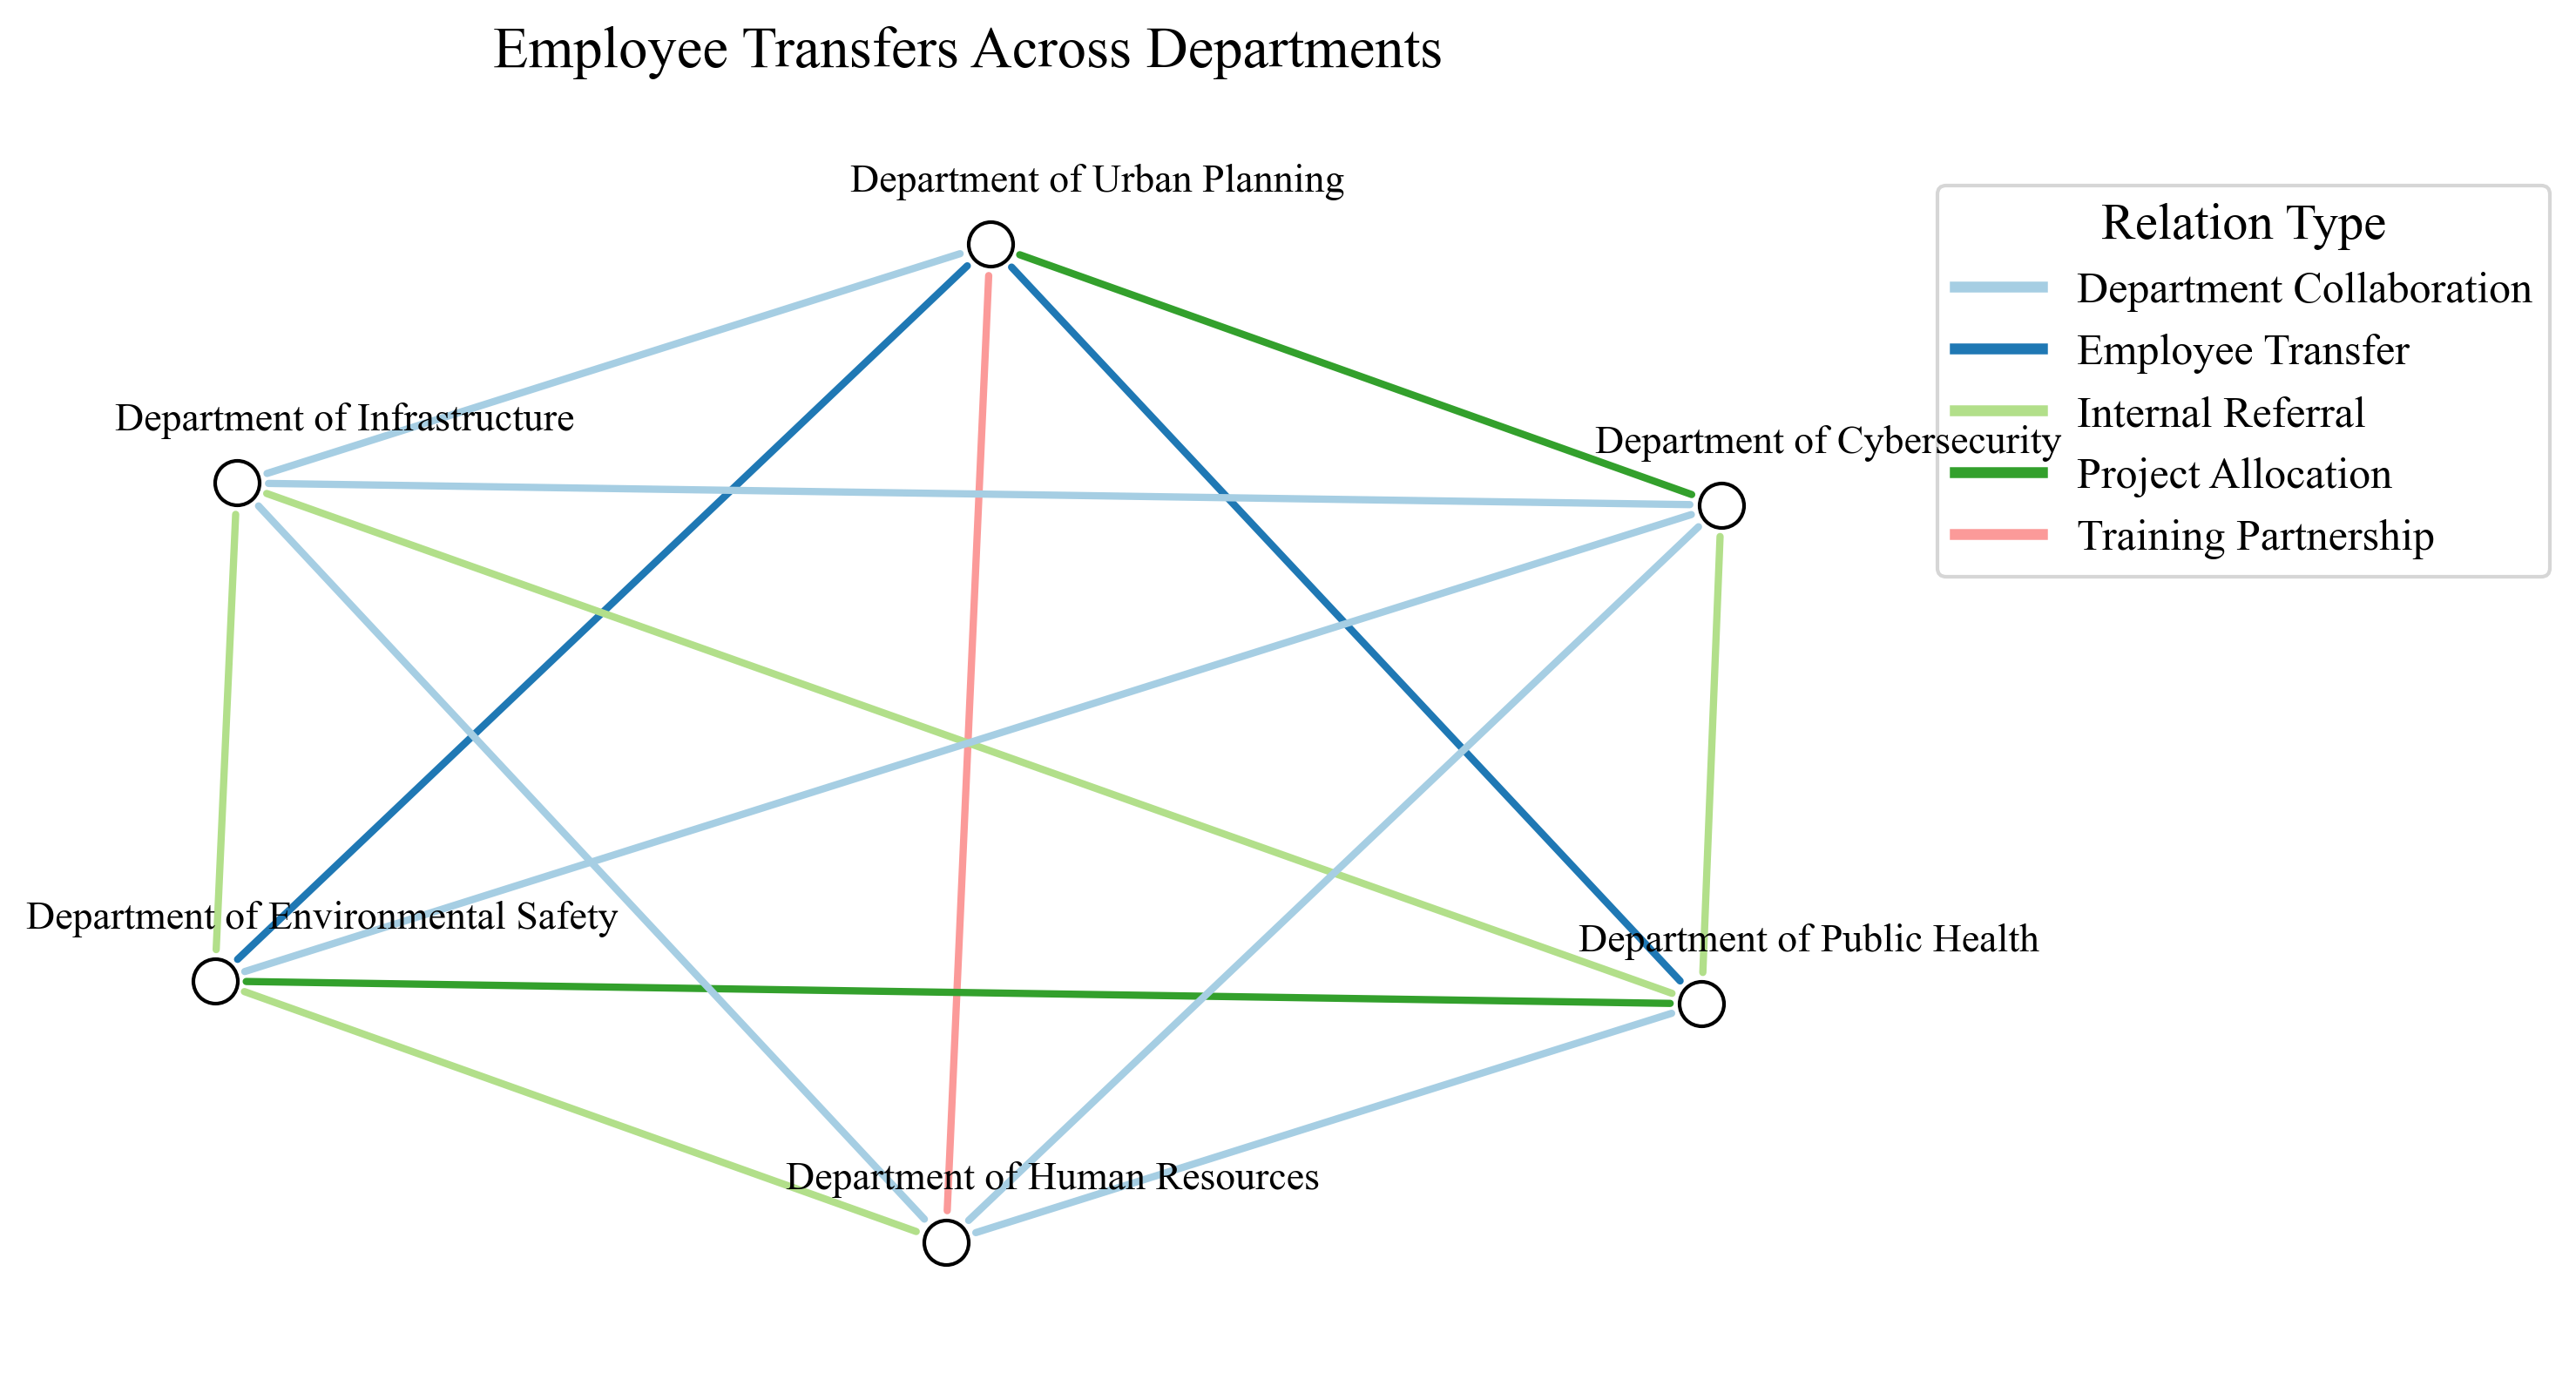 Employee Transfers Across Departments
Department of Urban Planning
Department of Infrastructure
Department of Cybersecurity
Department of Environmental Safety
Department of Public Health
Department of Human Resources
Relation Type
Department Collaboration
Employee Transfer
Internal Referral
Project Allocation
Training Partnership